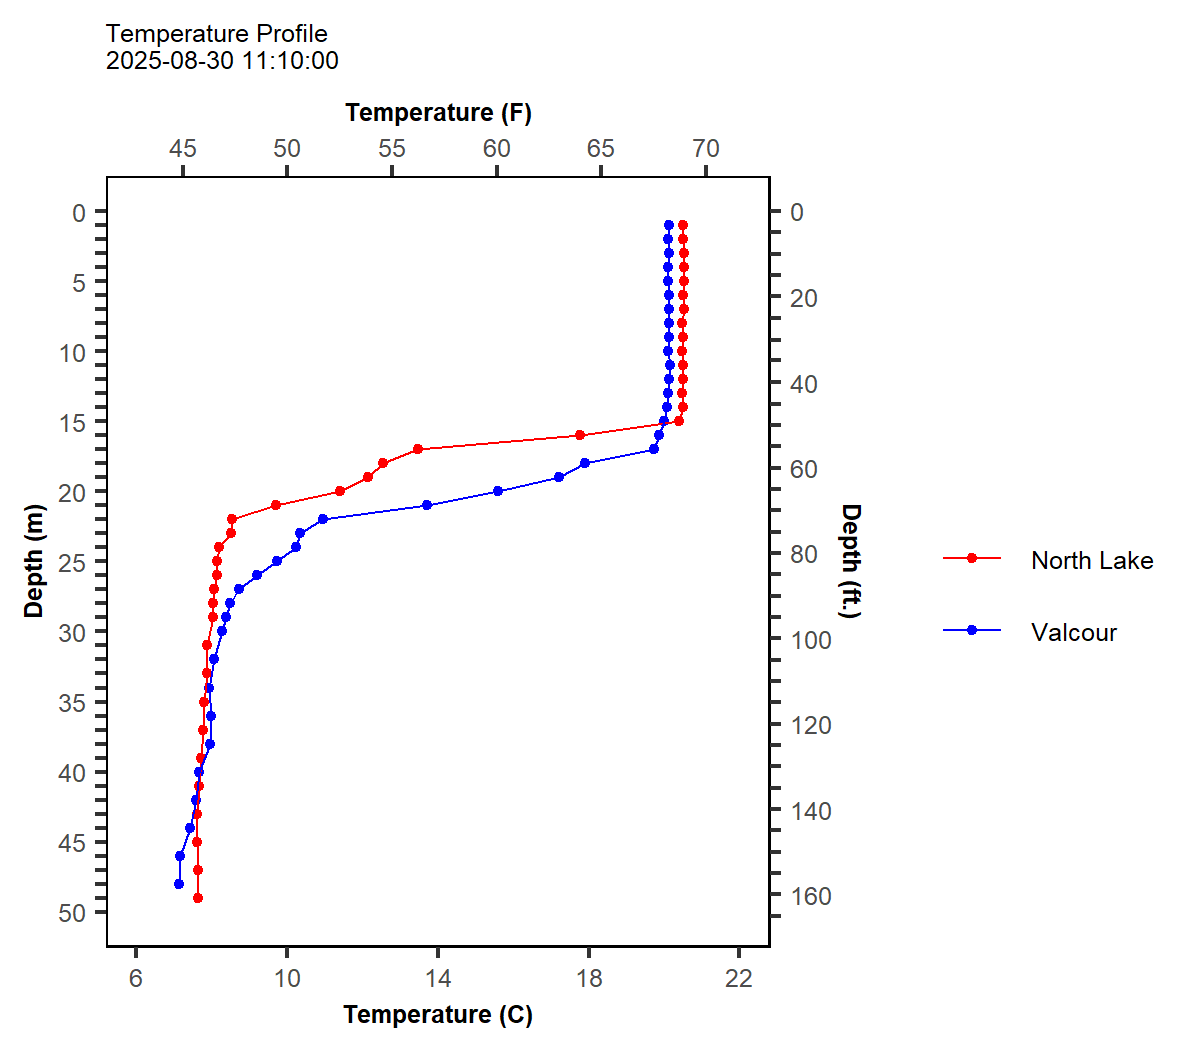 Temperature Profile
2025-08-30 11:10:00
Temperature (F)
45 50 55 60 65 70
0
5
10
15
20
25
30
35
40
45
50
Depth (m)
0
20
40
60
80
100
120
140
160
Depth (ft.)
North Lake
Valcour
6 10 14 18 22
Temperature (C)